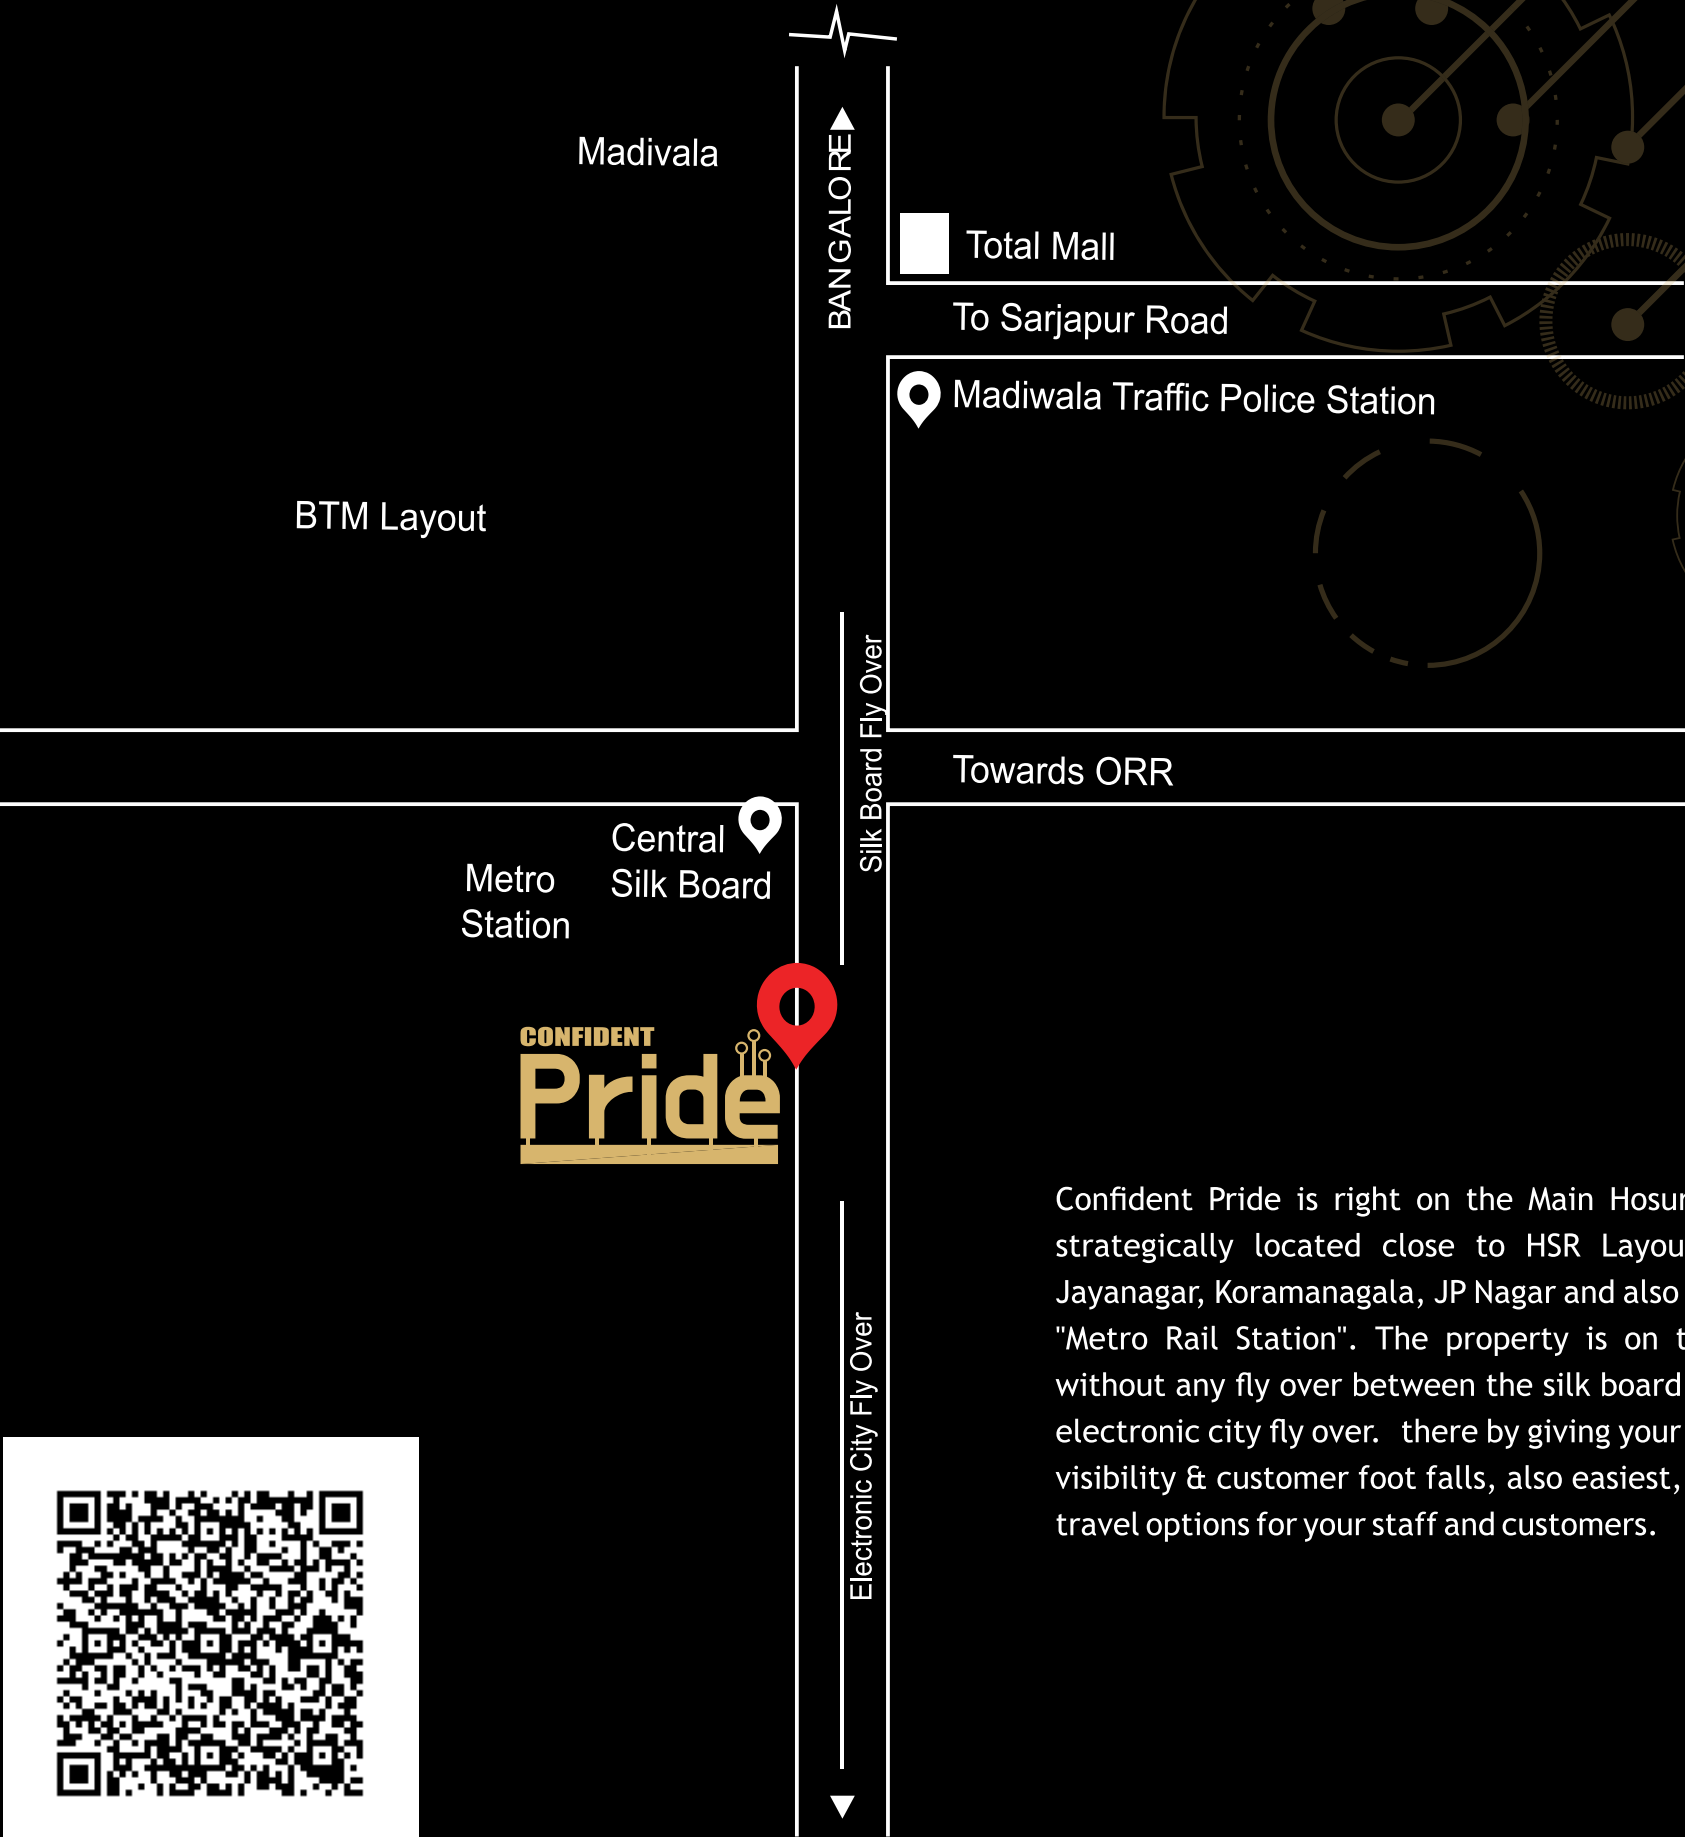 Madivala
BANGALORE
Total Mall
To Sarjapur Road
Madiwala Traffic Police Station
BTM Layout
Silk Board Fly Over
Towards ORR
Central
Silk Board
Metro
Station
CONFIDENT
Pride
Electronic City Fly Over
Confident Pride is right on the Main Hosur
strategically located close to HSR Layou
Jayanagar, Koramanagala, JP Nagar and also
"Metro Rail Station". The property is on t
without any fly over between the silk board
electronic city fly over. there by giving your
visibility & customer foot falls, also easiest,
travel options for your staff and customers.